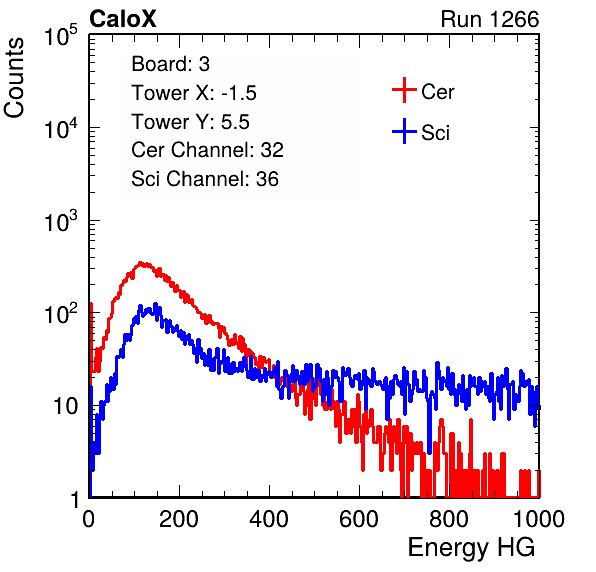 CaloX Run 1266
Counts
10^5
10^4
10^3
10^2
10
1
Board: 3
Tower X: -1.5
Tower Y: 5.5
Cer Channel: 32
Sci Channel: 36
Cer
Sci
0 200 400 600 800 1000
Energy HG